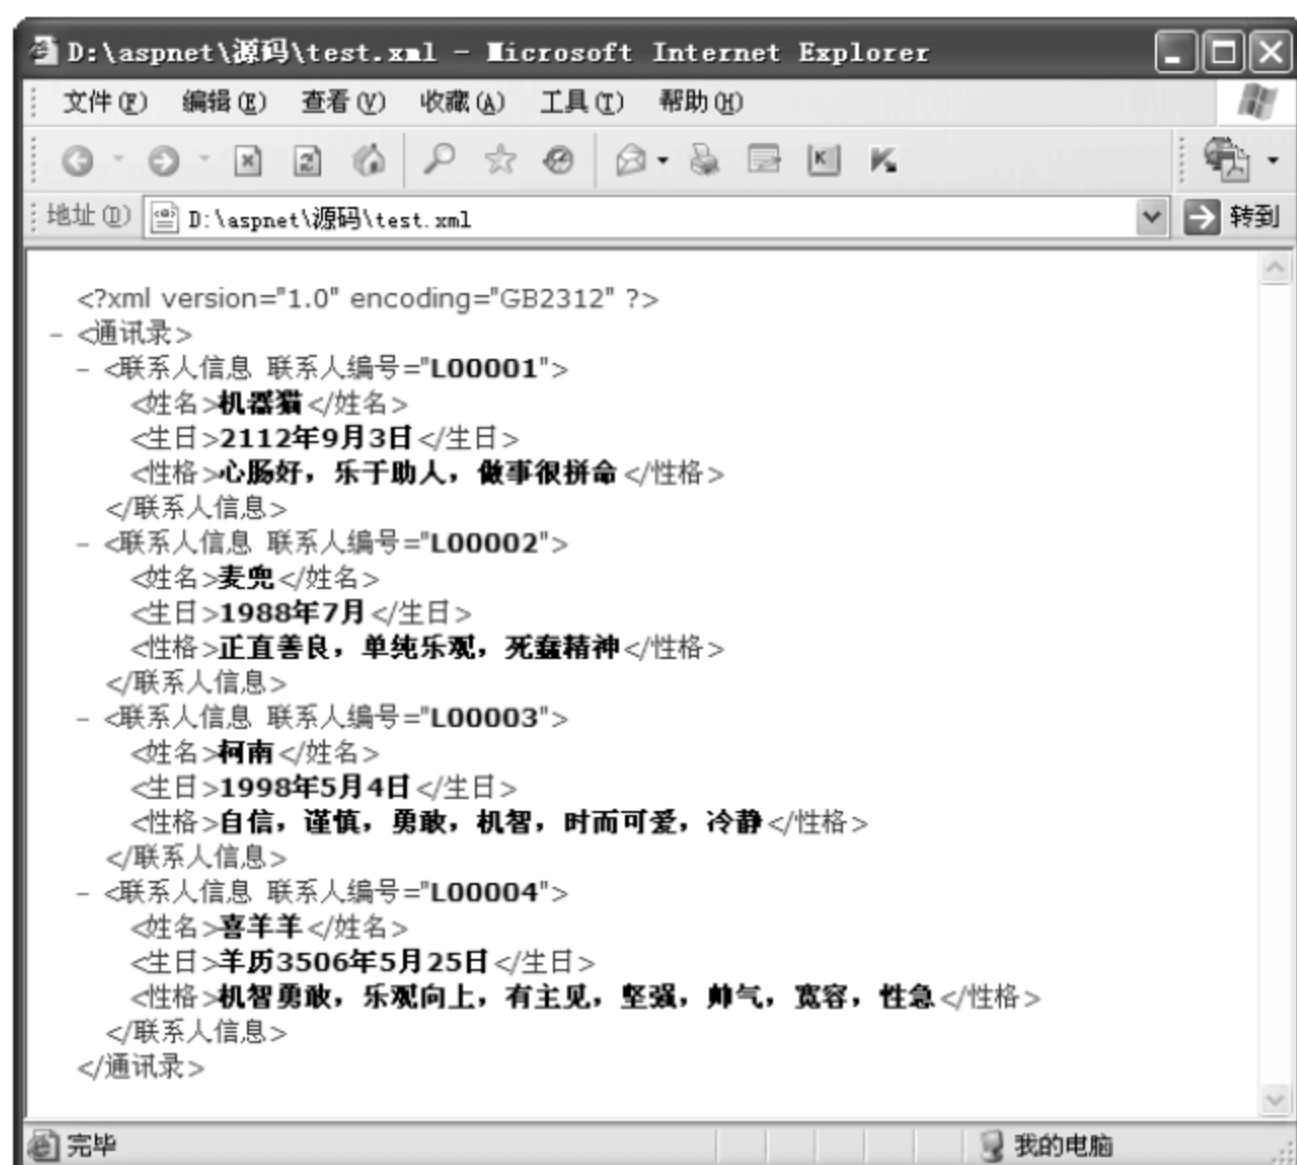 D:\aspnet\源码\test.xml - Microsoft Internet Explorer
文件(F) 编辑(E) 查看(V) 收藏(A) 工具(T) 帮助(H)
地址(D) D:\aspnet\源码\test.xml 转到
<?xml version="1.0" encoding="GB2312" ?>
- <通讯录>
- <联系人信息 联系人编号="L00001">
<姓名>机器猫</姓名>
<生日>2112年9月3日</生日>
<性格>心肠好，乐于助人，做事很拼命</性格>
</联系人信息>
- <联系人信息 联系人编号="L00002">
<姓名>麦兜</姓名>
<生日>1988年7月</生日>
<性格>正直善良，单纯乐观，死蠢精神</性格>
</联系人信息>
- <联系人信息 联系人编号="L00003">
<姓名>柯南</姓名>
<生日>1998年5月4日</生日>
<性格>自信，谨慎，勇敢，机智，时而可爱，冷静</性格>
</联系人信息>
- <联系人信息 联系人编号="L00004">
<姓名>喜羊羊</姓名>
<生日>羊历3506年5月25日</生日>
<性格>机智勇敢，乐观向上，有主见，坚强，帅气，宽容，性急</性格>
</联系人信息>
</通讯录>
完毕 我的电脑